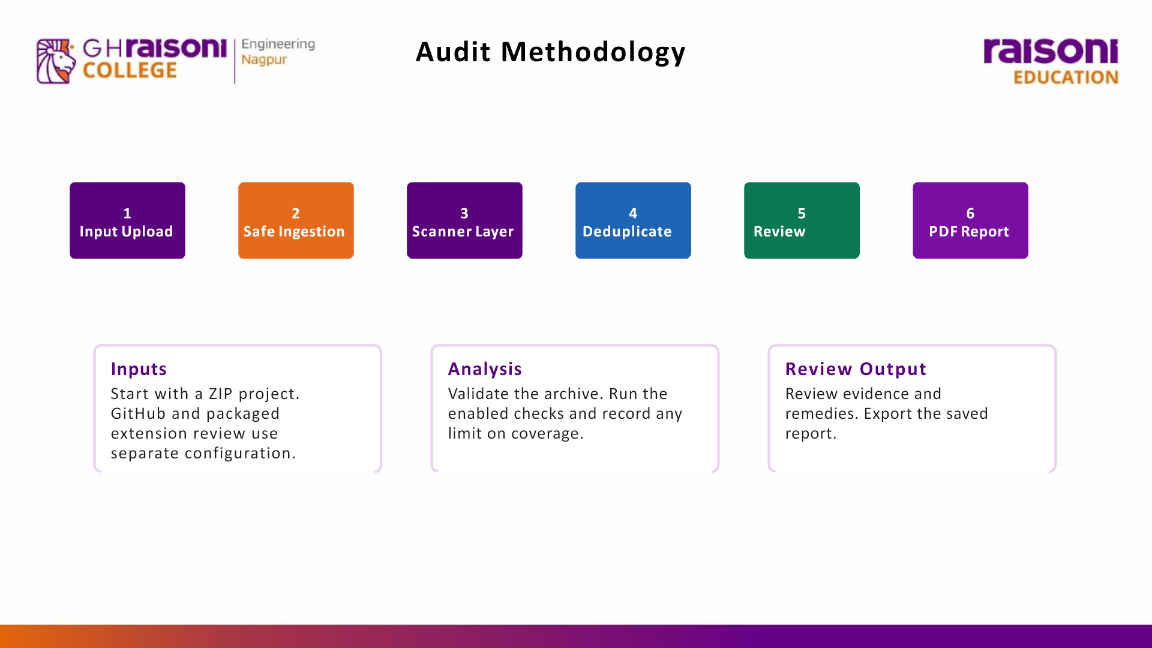 GHRAISONI COLLEGE Engineering Nagpur
Audit Methodology
raisoni EDUCATION
1
Input Upload
2
Safe Ingestion
3
Scanner Layer
4
Deduplicate
5
Review
6
PDF Report
Inputs
Start with a ZIP project.
GitHub and packaged
extension review use
separate configuration.
Analysis
Validate the archive. Run the
enabled checks and record any
limit on coverage.
Review Output
Review evidence and
remedies. Export the saved
report.